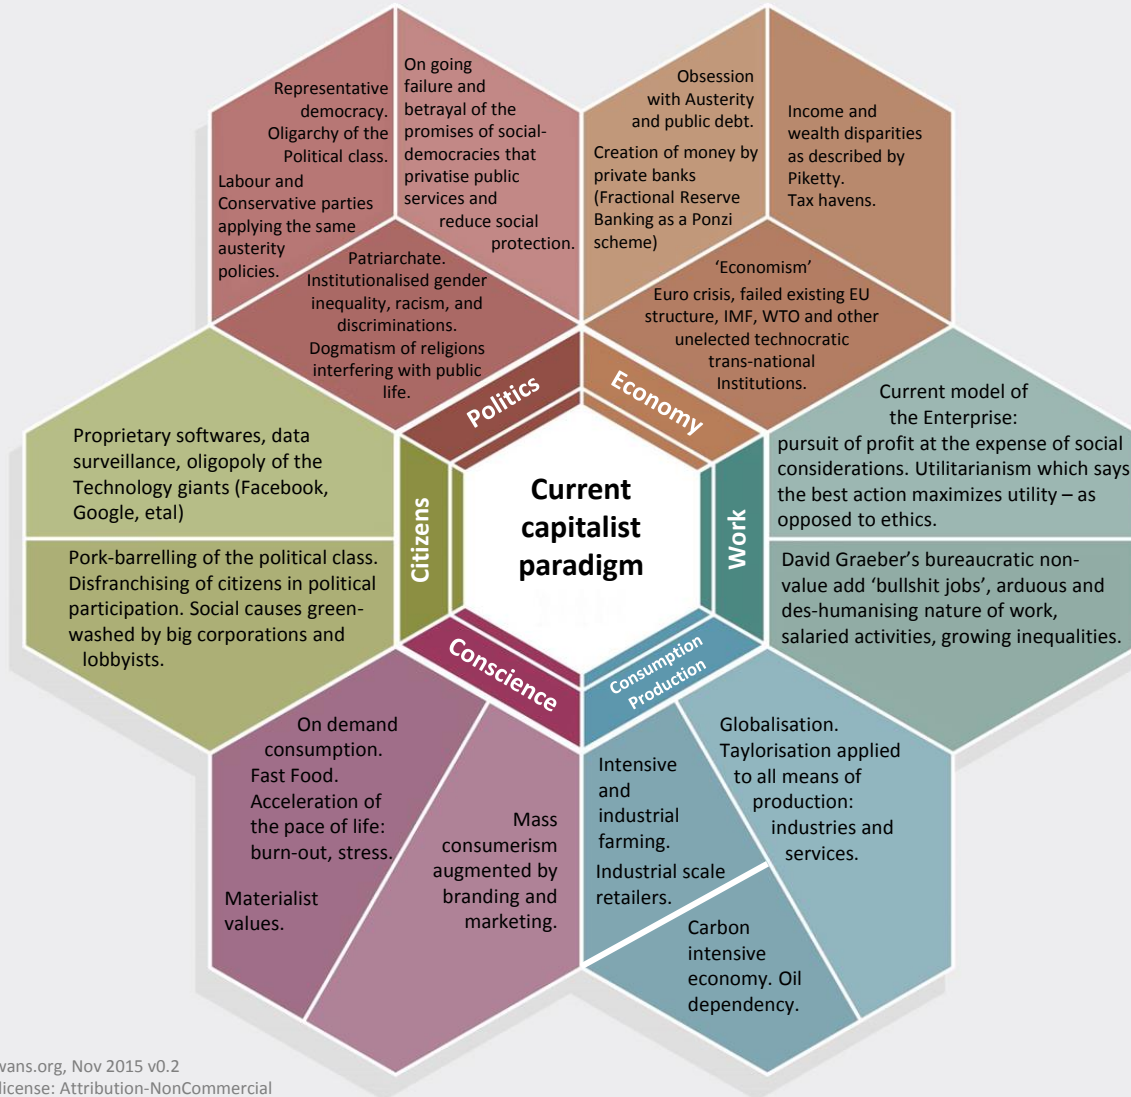 Representative
democracy.
Oligarchy of the
Political class.
Labour and
Conservative parties
applying the same
austerity
policies.
On going
failure and
betrayal of the
promises of social-
democracies that
privatise public
services and
reduce social
protection.
Patriarchate.
Institutionalised gender
inequality, racism, and
discriminations.
Dogmatism of religions
interfering with public
life.
Obsession
with Austerity
and public debt.
Creation of money by
private banks
(Fractional Reserve
Banking as a Ponzi
scheme)
Income and
wealth disparities
as described by
Piketty.
Tax havens.
‘Economism’
Euro crisis, failed existing EU
structure, IMF, WTO and other
unelected technocratic
trans-national
Institutions.
Politics
Economy
Proprietary softwares, data
surveillance, oligopoly of the
Technology giants (Facebook,
Google, etal)
Pork-barrelling of the political class.
Disfranchising of citizens in political
participation. Social causes green-
washed by big corporations and
lobbyists.
Citizens
Current
capitalist
paradigm
Work
Current model of
the Enterprise:
pursuit of profit at the expense of social
considerations. Utilitarianism which says
the best action maximizes utility – as
opposed to ethics.
David Graeber’s bureaucratic non-
value add ‘bullshit jobs’, arduous and
des-humanising nature of work,
salaried activities, growing inequalities.
Conscience
Consumption
Production
On demand
consumption.
Fast Food.
Acceleration of
the pace of life:
burn-out, stress.
Materialist
values.
Mass
consumerism
augmented by
branding and
marketing.
Intensive
and
industrial
farming.
Industrial scale
retailers.
Globalisation.
Taylorisation applied
to all means of
production:
industries and
services.
Carbon
intensive
economy. Oil
dependency.
wans.org, Nov 2015 v0.2
license: Attribution-NonCommercial